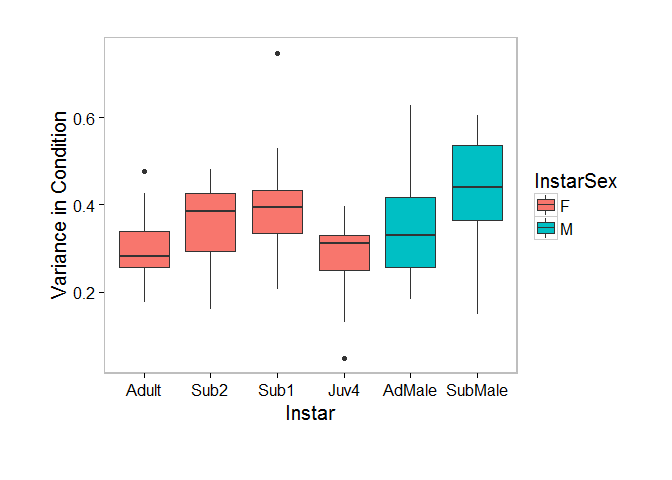 Variance in Condition
0.6
0.4
0.2
Adult Sub2 Sub1 Juv4 AdMale SubMale
Instar
InstarSex
F
M